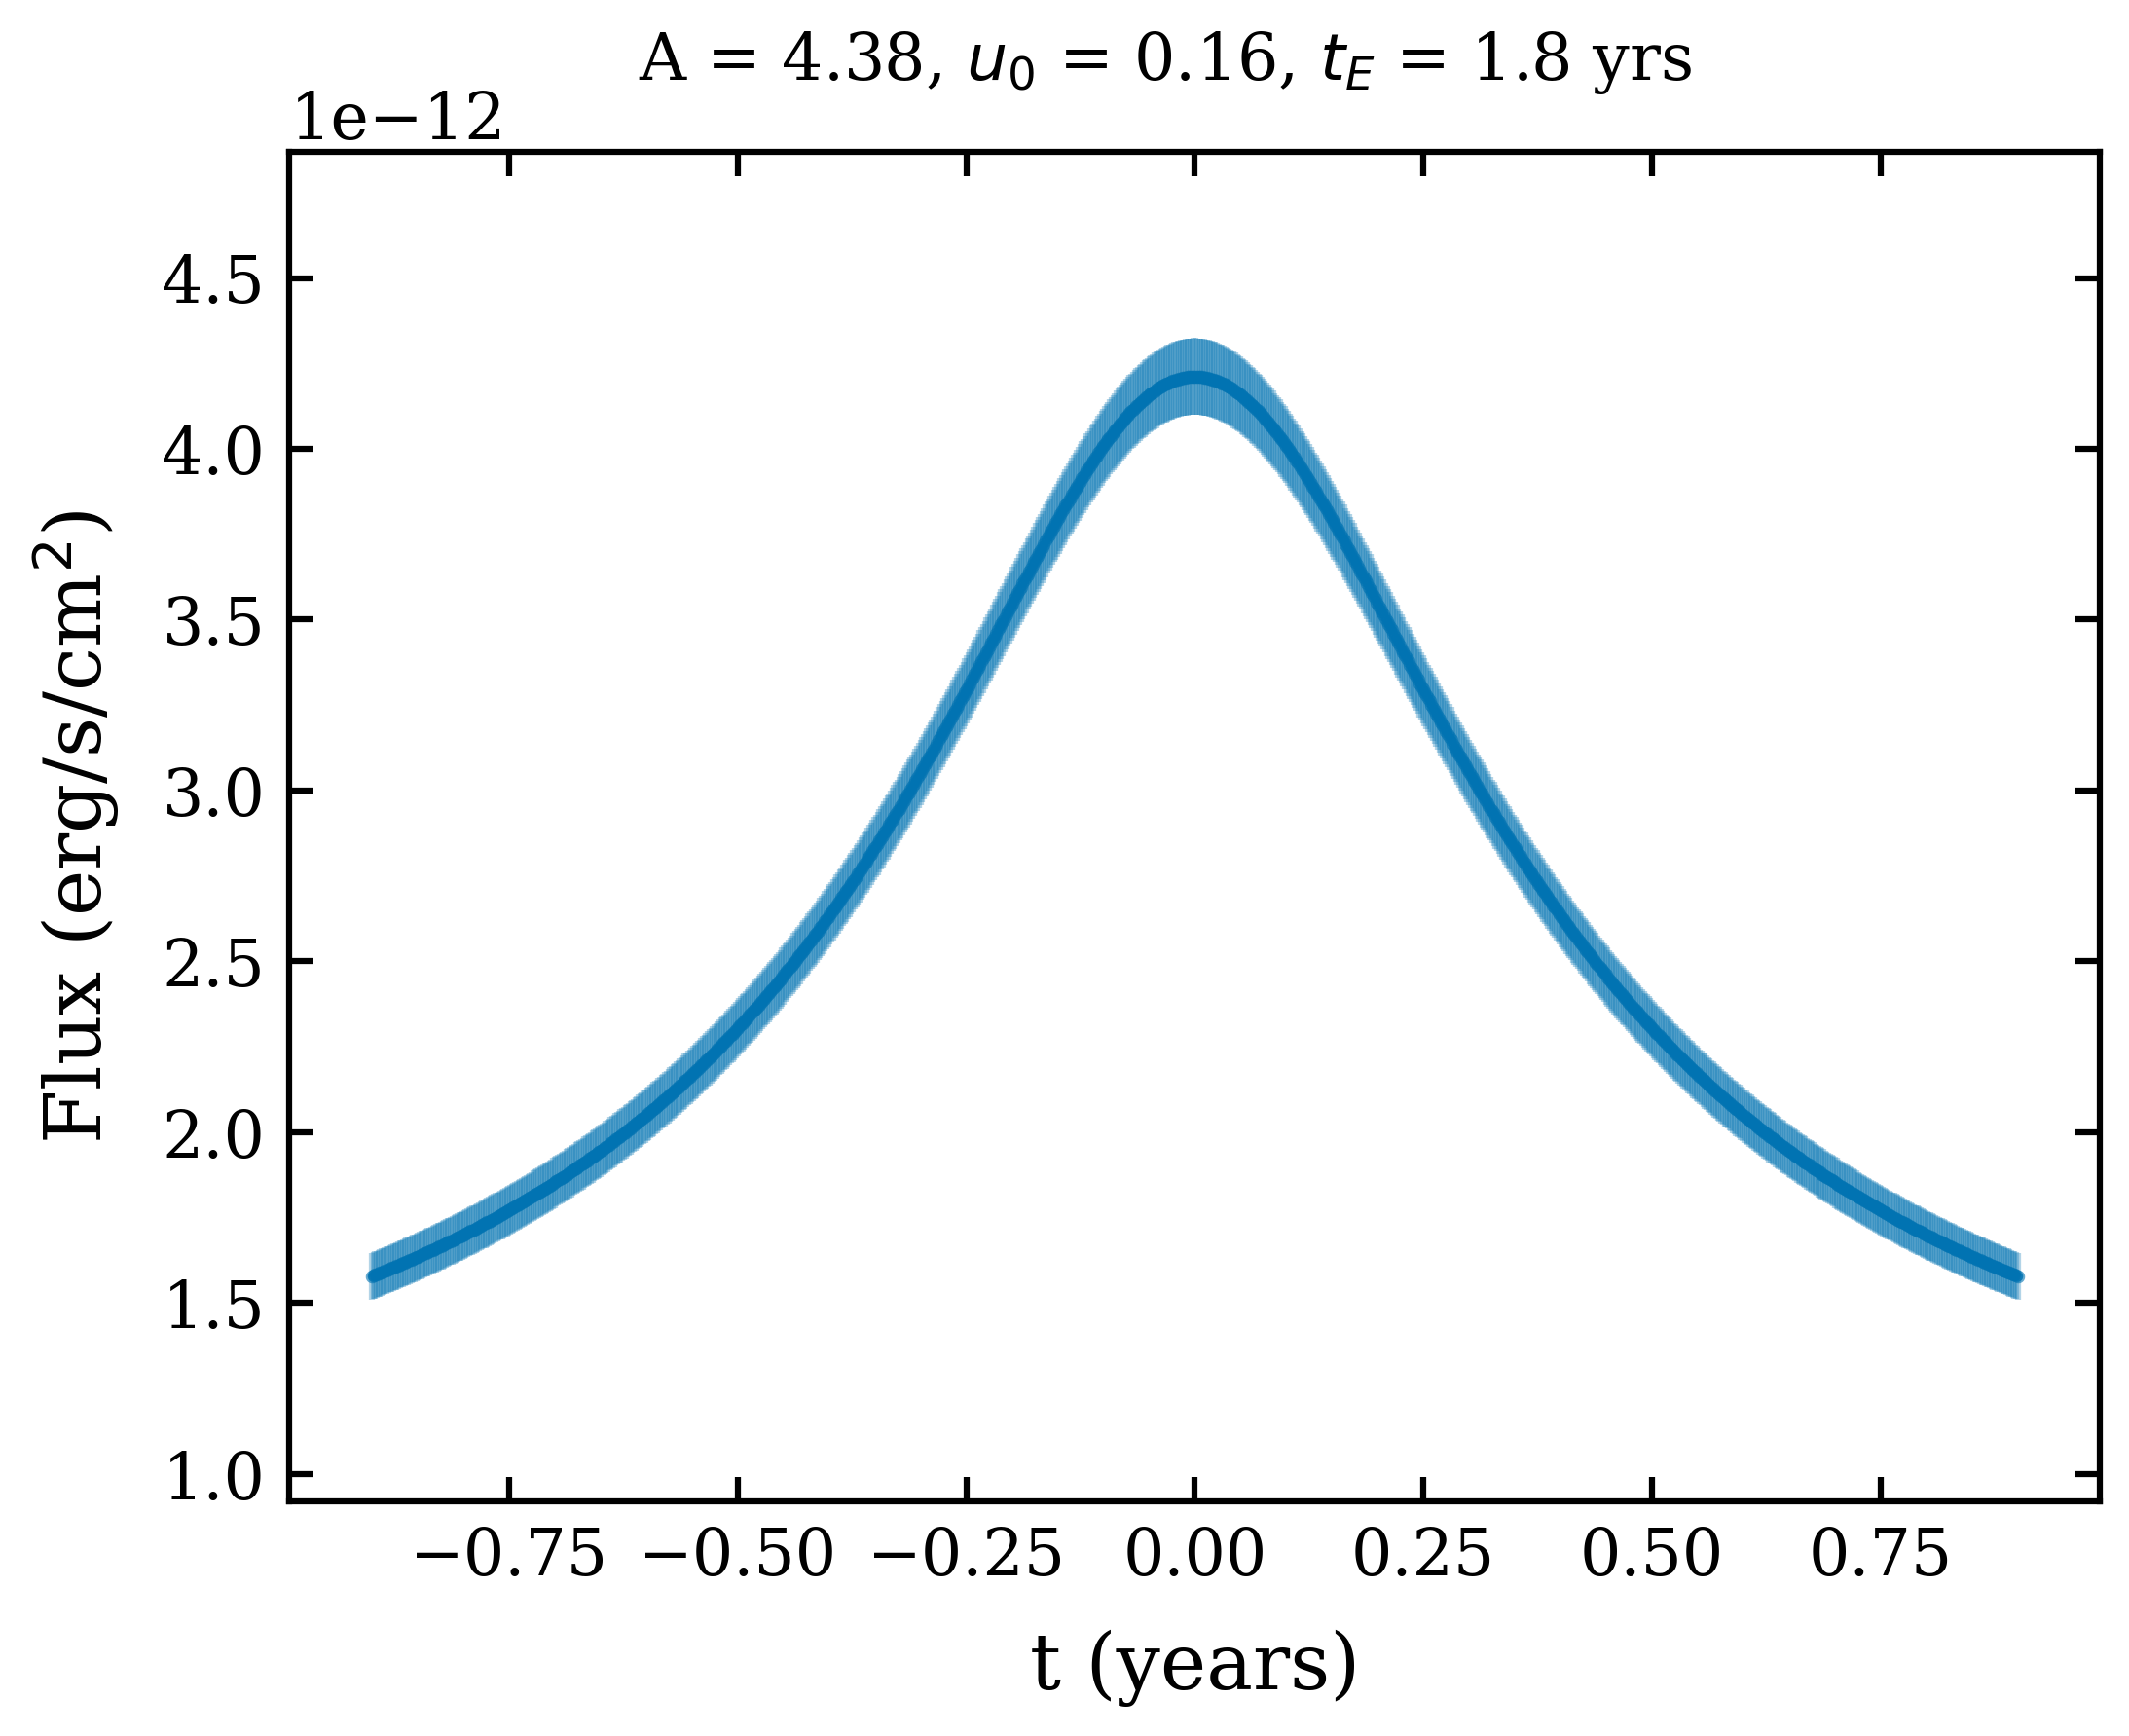 A = 4.38, u₀ = 0.16, t_E = 1.8 yrs
1e−12
4.5
4.0
3.5
3.0
2.5
2.0
1.5
1.0
Flux (erg/s/cm²)
−0.75 −0.50 −0.25 0.00 0.25 0.50 0.75
t (years)